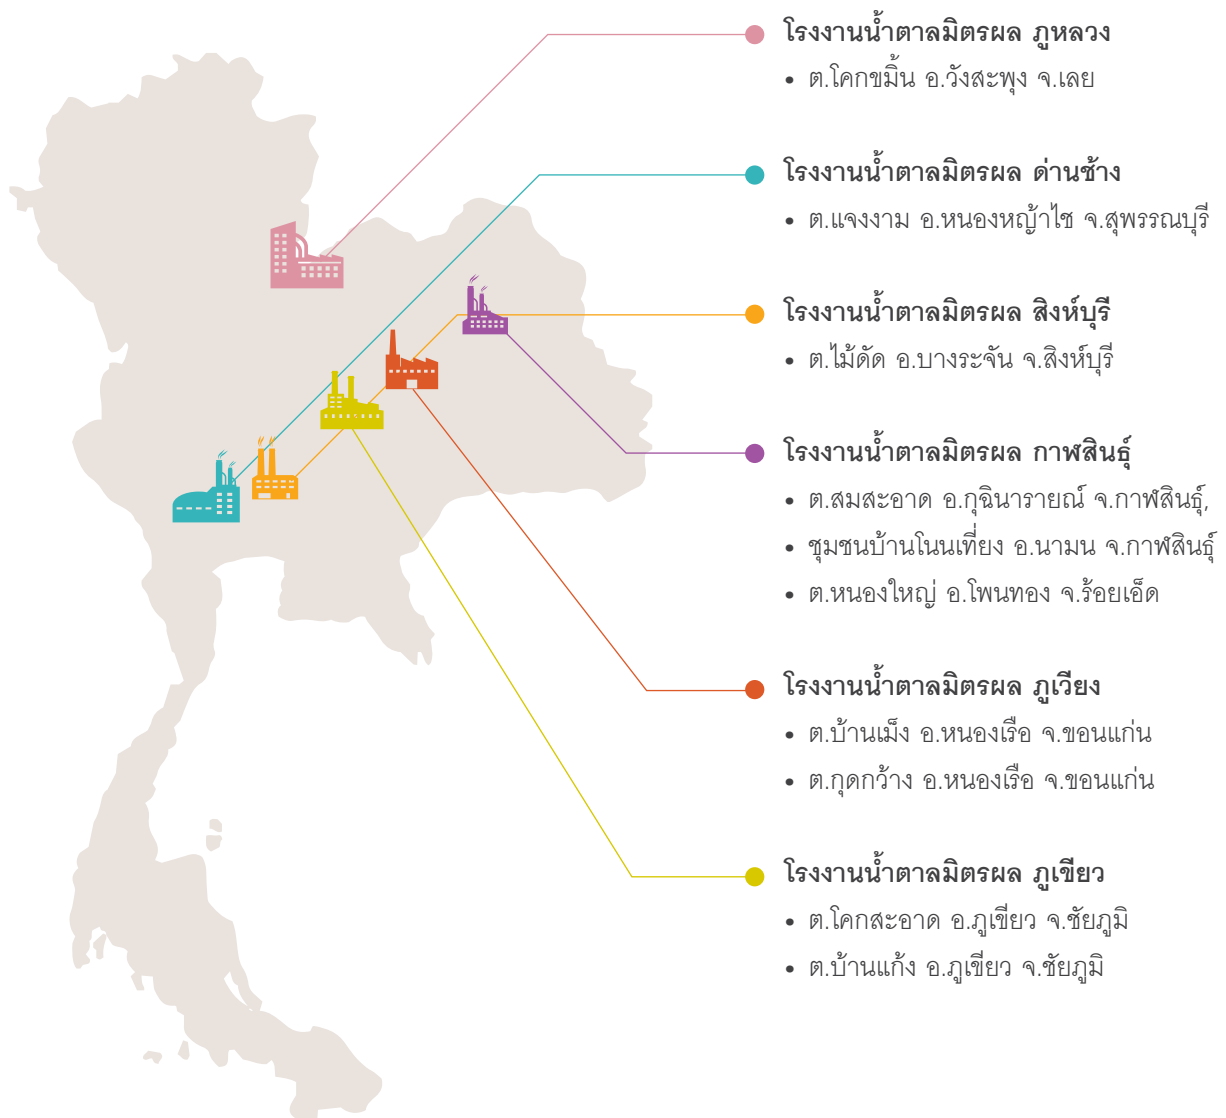 โรงงานน้ำตาลมิตรผล ภูหลวง
• ต.โคกขมิ้น อ.วังสะพุง จ.เลย
โรงงานน้ำตาลมิตรผล ด่านช้าง
• ต.แจงงาม อ.หนองหญ้าไซ จ.สุพรรณบุรี
โรงงานน้ำตาลมิตรผล สิงห์บุรี
• ต.ไม้ดัด อ.บางระจัน จ.สิงห์บุรี
โรงงานน้ำตาลมิตรผล กาฬสินธุ์
• ต.สมสะอาด อ.กุฉินารายณ์ จ.กาฬสินธุ์,
• ชุมชนบ้านโนนเที่ยง อ.นามน จ.กาฬสินธุ์
• ต.หนองใหญ่ อ.โพนทอง จ.ร้อยเอ็ด
โรงงานน้ำตาลมิตรผล ภูเวียง
• ต.บ้านเม็ง อ.หนองเรือ จ.ขอนแก่น
• ต.กุดกว้าง อ.หนองเรือ จ.ขอนแก่น
โรงงานน้ำตาลมิตรผล ภูเขียว
• ต.โคกสะอาด อ.ภูเขียว จ.ชัยภูมิ
• ต.บ้านแก้ง อ.ภูเขียว จ.ชัยภูมิ